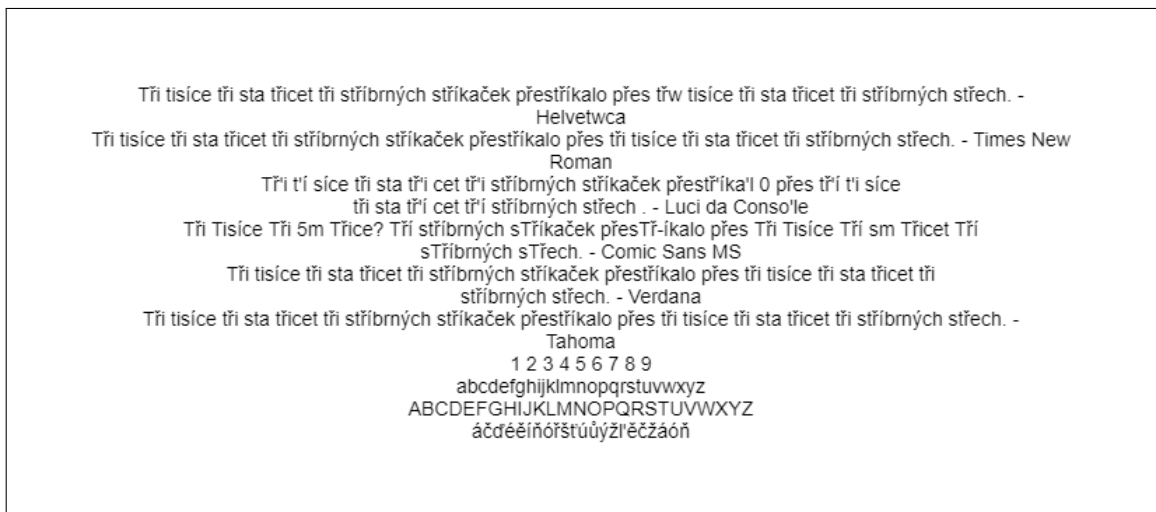 Tři tisíce tři sta třicet tři stříbrných stříkaček přestříkalo přes třw tisíce tři sta třicet tři stříbrných střech. -
Helvetwca
Tři tisíce tři sta třicet tři stříbrných stříkaček přestříkalo přes tři tisíce tři sta třicet tři stříbrných střech. - Times New
Roman
Tř'i t'í síce tři sta tř'i cet tř'i stříbrných stříkaček přestř'íka'l 0 přes tř'í t'i síce
tři sta tř'í cet tř'í stříbrných střech . - Luci da Conso'le
Tři Tisíce Tři 5m Třice? Tří stříbrných sTříkaček přesTř-íkalo přes Tři Tisíce Tří sm Třicet Tří
sTříbrných sTřech. - Comic Sans MS
Tři tisíce tři sta třicet tři stříbrných stříkaček přestříkalo přes tři tisíce tři sta třicet tři
stříbrných střech. - Verdana
Tři tisíce tři sta třicet tři stříbrných stříkaček přestříkalo přes tři tisíce tři sta třicet tři stříbrných střech. -
Tahoma
1 2 3 4 5 6 7 8 9
abcdefghijklmnopqrstuvwxyz
ABCDEFGHIJKLMNOPQRSTUVWXYZ
áčďéěíňóřšťúůýžľ'ěčžáóň